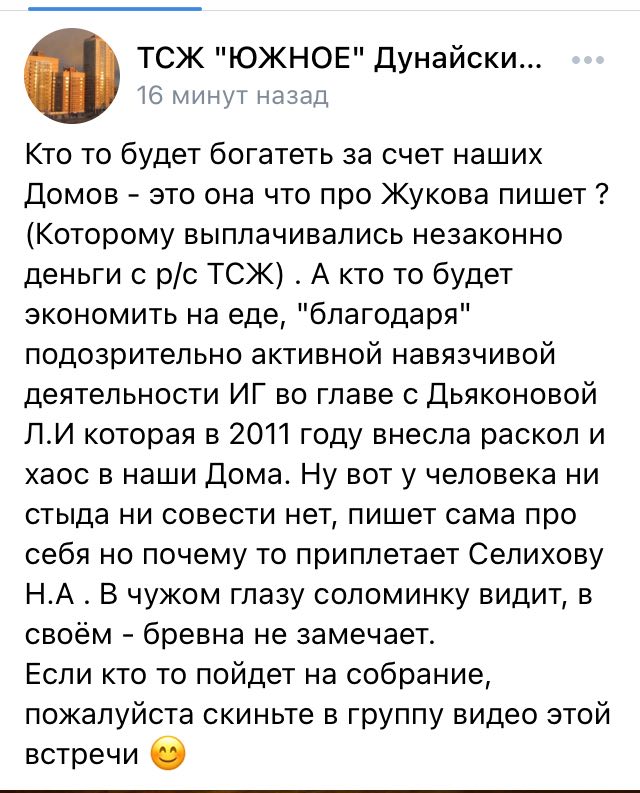 ТСЖ "ЮЖНОЕ" Дунайски...
16 минут назад
Кто то будет богатеть за счет наших
Домов - это она что про Жукова пишет ?
(Которому выплачивались незаконно
деньги с р/с ТСЖ) . А кто то будет
экономить на еде, "благодаря"
подозрительно активной навязчивой
деятельности ИГ во главе с Дьяконовой
Л.И которая в 2011 году внесла раскол и
хаос в наши Дома. Ну вот у человека ни
стыда ни совести нет, пишет сама про
себя но почему то приплетает Селихову
Н.А . В чужом глазу соломинку видит, в
своём - бревна не замечает.
Если кто то пойдет на собрание,
пожалуйста скиньте в группу видео этой
встречи 😊